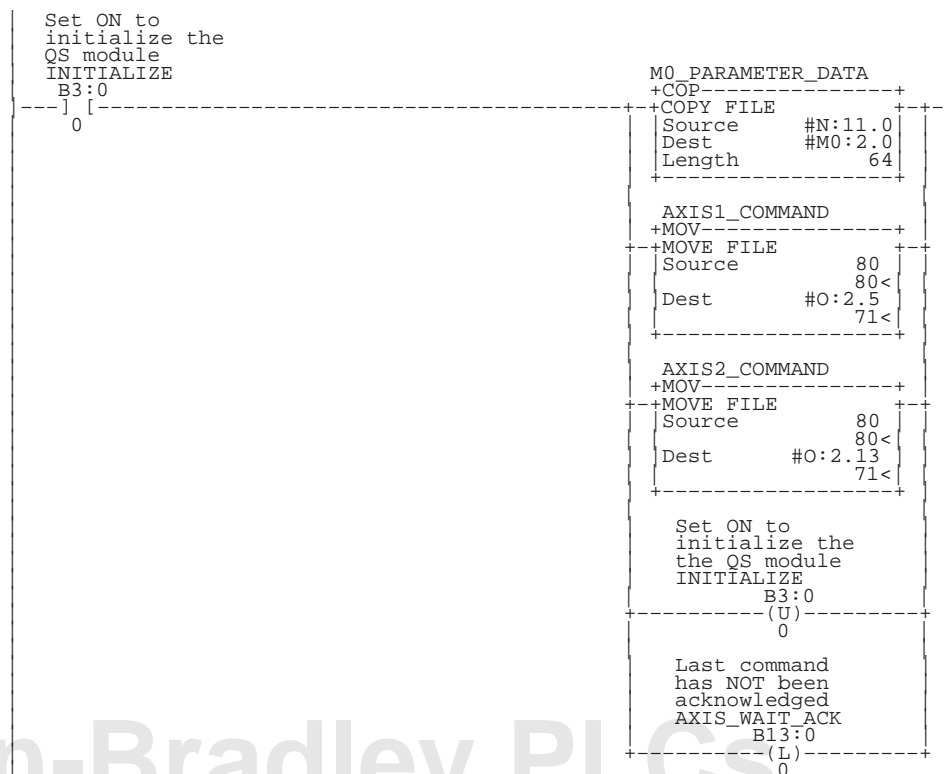 Set ON to
initialize the
QS module
INITIALIZE
B3:0
---] [---
0
M0_PARAMETER_DATA
+COP---------------+
COPY FILE
Source #N:11.0
Dest #M0:2.0
Length 64
AXIS1_COMMAND
+MOV---------------+
MOVE FILE
Source 80
80<
Dest #O:2.5
71<
AXIS2_COMMAND
+MOV---------------+
MOVE FILE
Source 80
80<
Dest #O:2.13
71<
Set ON to
initialize the
the QS module
INITIALIZE
B3:0
(U)
0
Last command
has NOT been
acknowledged
AXIS_WAIT_ACK
B13:0
(L)
0
n-Bradley PLCs